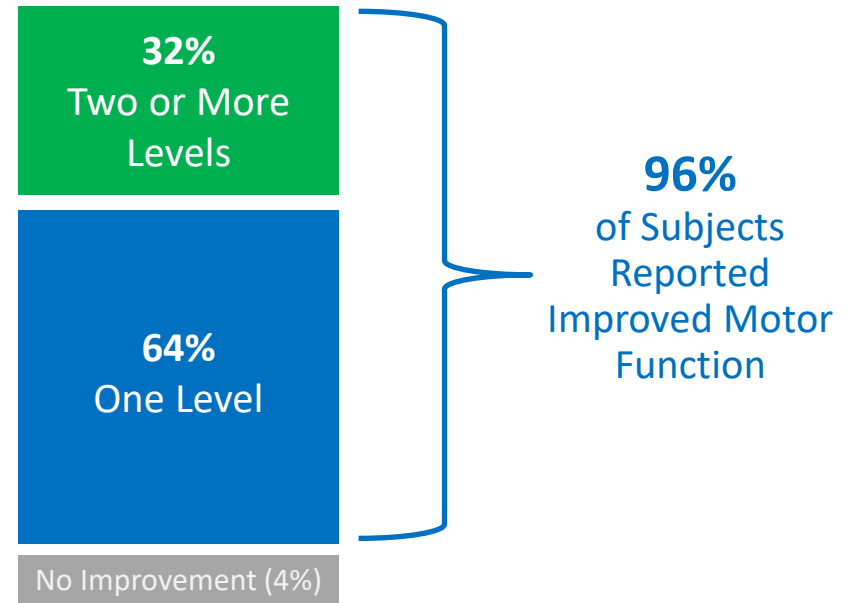 32%
Two or More
Levels
64%
One Level
No Improvement (4%)
96%
of Subjects
Reported
Improved Motor
Function